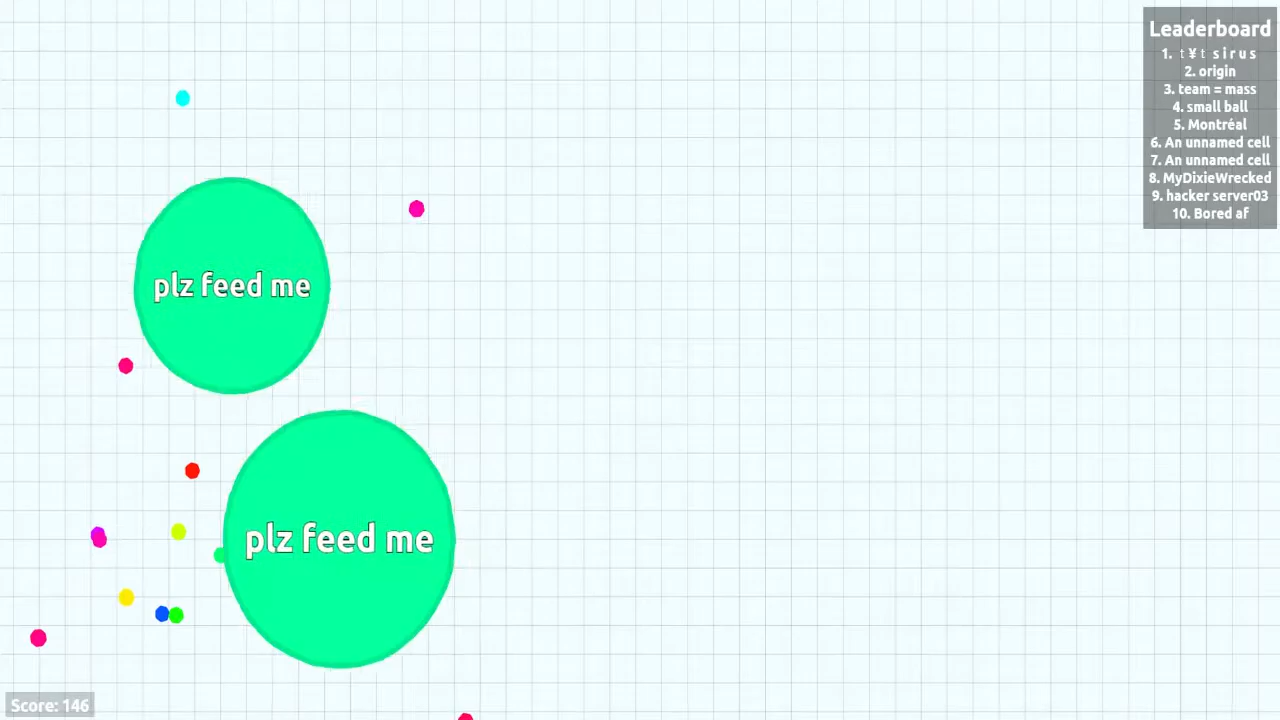 Leaderboard
1. t ¥ t s i r u s
2. origin
3. team = mass
4. small ball
5. Montréal
6. An unnamed cell
7. An unnamed cell
8. MyDixieWrecked
9. hacker server03
10. Bored af
plz feed me
plz feed me
Score: 146